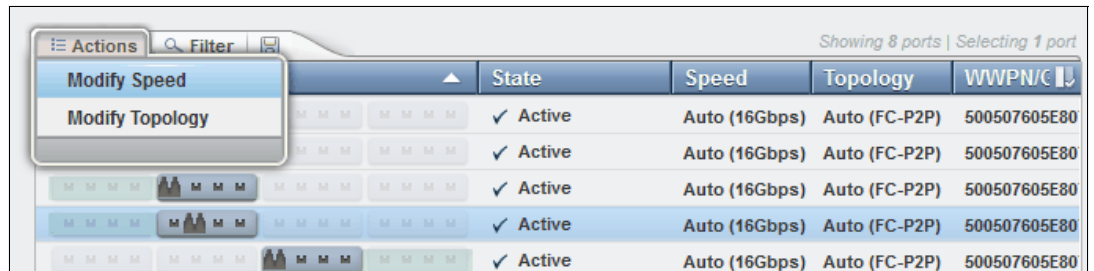 Actions Filter
Showing 8 ports | Selecting 1 port
Modify Speed
Modify Topology
State Speed Topology WWPN/
Active Auto (16Gbps) Auto (FC-P2P) 500507605E80
Active Auto (16Gbps) Auto (FC-P2P) 500507605E80
Active Auto (16Gbps) Auto (FC-P2P) 500507605E80
Active Auto (16Gbps) Auto (FC-P2P) 500507605E80
Active Auto (16Gbps) Auto (FC-P2P) 500507605E80